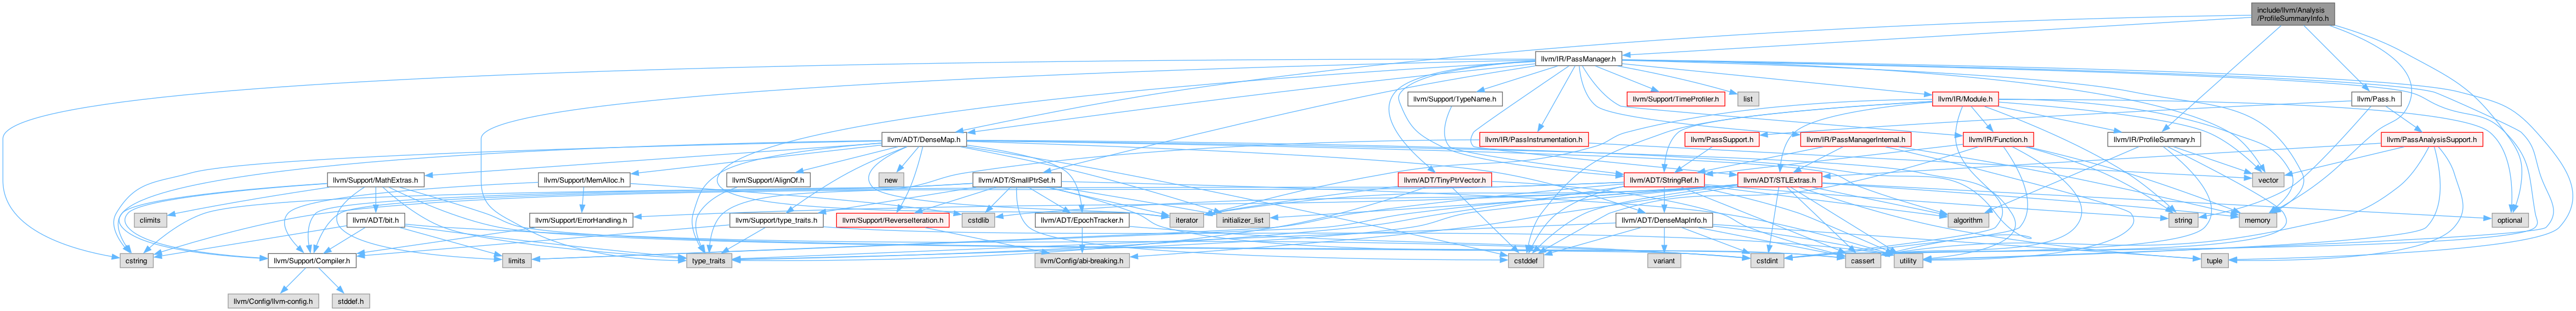 include/llvm/Analysis
/ProfileSummaryInfo.h
llvm/IR/PassManager.h
llvm/Support/TypeName.h
llvm/Support/TimeProfiler.h
list
llvm/IR/Module.h
llvm/Pass.h
llvm/ADT/DenseMap.h
llvm/IR/PassInstrumentation.h
llvm/PassSupport.h
llvm/IR/PassManagerInternal.h
llvm/IR/Function.h
llvm/IR/ProfileSummary.h
llvm/PassAnalysisSupport.h
llvm/Support/MathExtras.h
llvm/Support/MemAlloc.h
llvm/Support/AlignOf.h
new
llvm/ADT/SmallPtrSet.h
llvm/ADT/TinyPtrVector.h
llvm/ADT/StringRef.h
llvm/ADT/STLExtras.h
vector
climits
llvm/ADT/bit.h
llvm/Support/ErrorHandling.h
llvm/Support/type_traits.h
llvm/Support/ReverseIteration.h
cstdlib
llvm/ADT/EpochTracker.h
iterator
initializer_list
llvm/ADT/DenseMapInfo.h
algorithm
string
memory
optional
cstring
llvm/Support/Compiler.h
limits
type_traits
llvm/Config/abi-breaking.h
cstddef
variant
cstdint
cassert
utility
tuple
llvm/Config/llvm-config.h
stddef.h